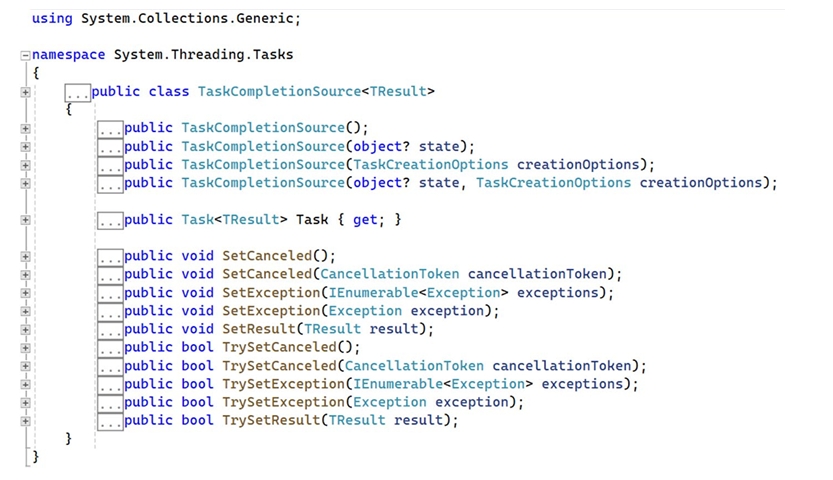 using System.Collections.Generic;
namespace System.Threading.Tasks
{
...public class TaskCompletionSource<TResult>
{
...public TaskCompletionSource();
...public TaskCompletionSource(object? state);
...public TaskCompletionSource(TaskCreationOptions creationOptions);
...public TaskCompletionSource(object? state, TaskCreationOptions creationOptions);
...public Task<TResult> Task { get; }
...public void SetCanceled();
...public void SetCanceled(CancellationToken cancellationToken);
...public void SetException(IEnumerable<Exception> exceptions);
...public void SetException(Exception exception);
...public void SetResult(TResult result);
...public bool TrySetCanceled();
...public bool TrySetCanceled(CancellationToken cancellationToken);
...public bool TrySetException(IEnumerable<Exception> exceptions);
...public bool TrySetException(Exception exception);
...public bool TrySetResult(TResult result);
}
}